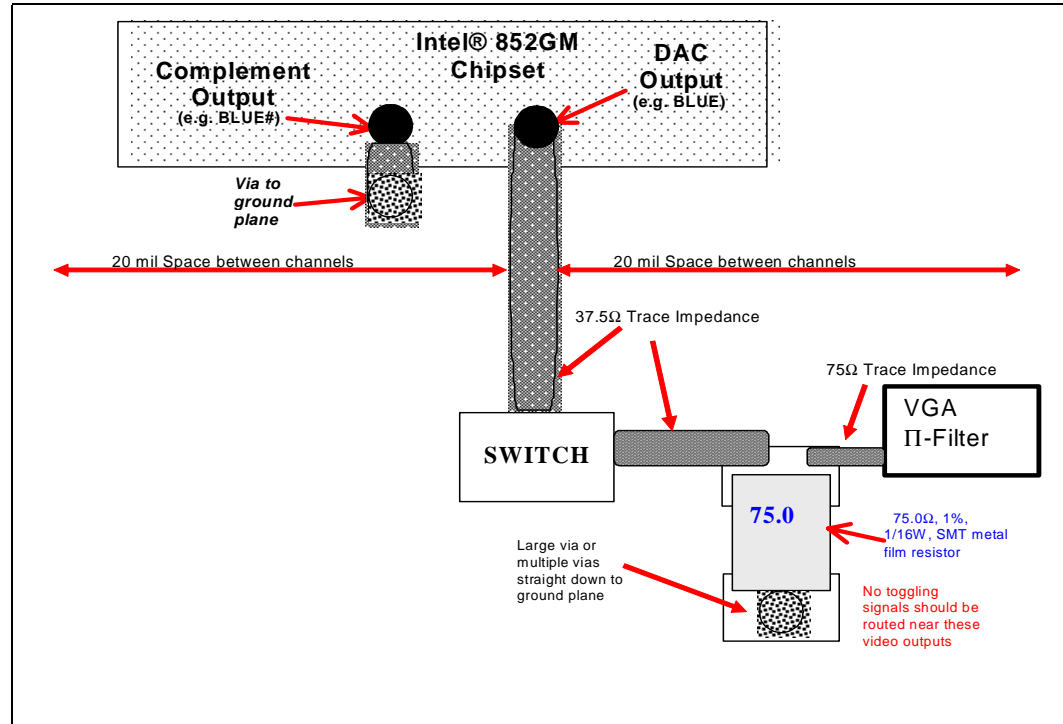 Intel® 852GM
Chipset
Complement
Output
(e.g. BLUE#)
DAC
Output
(e.g. BLUE)
Via to
ground
plane
20 mil Space between channels
20 mil Space between channels
37.5Ω Trace Impedance
75Ω Trace Impedance
VGA
Π-Filter
SWITCH
75.0
75.0Ω, 1%,
1/16W, SMT metal
film resistor
Large via or
multiple vias
straight down to
ground plane
No toggling
signals should be
routed near these
video outputs